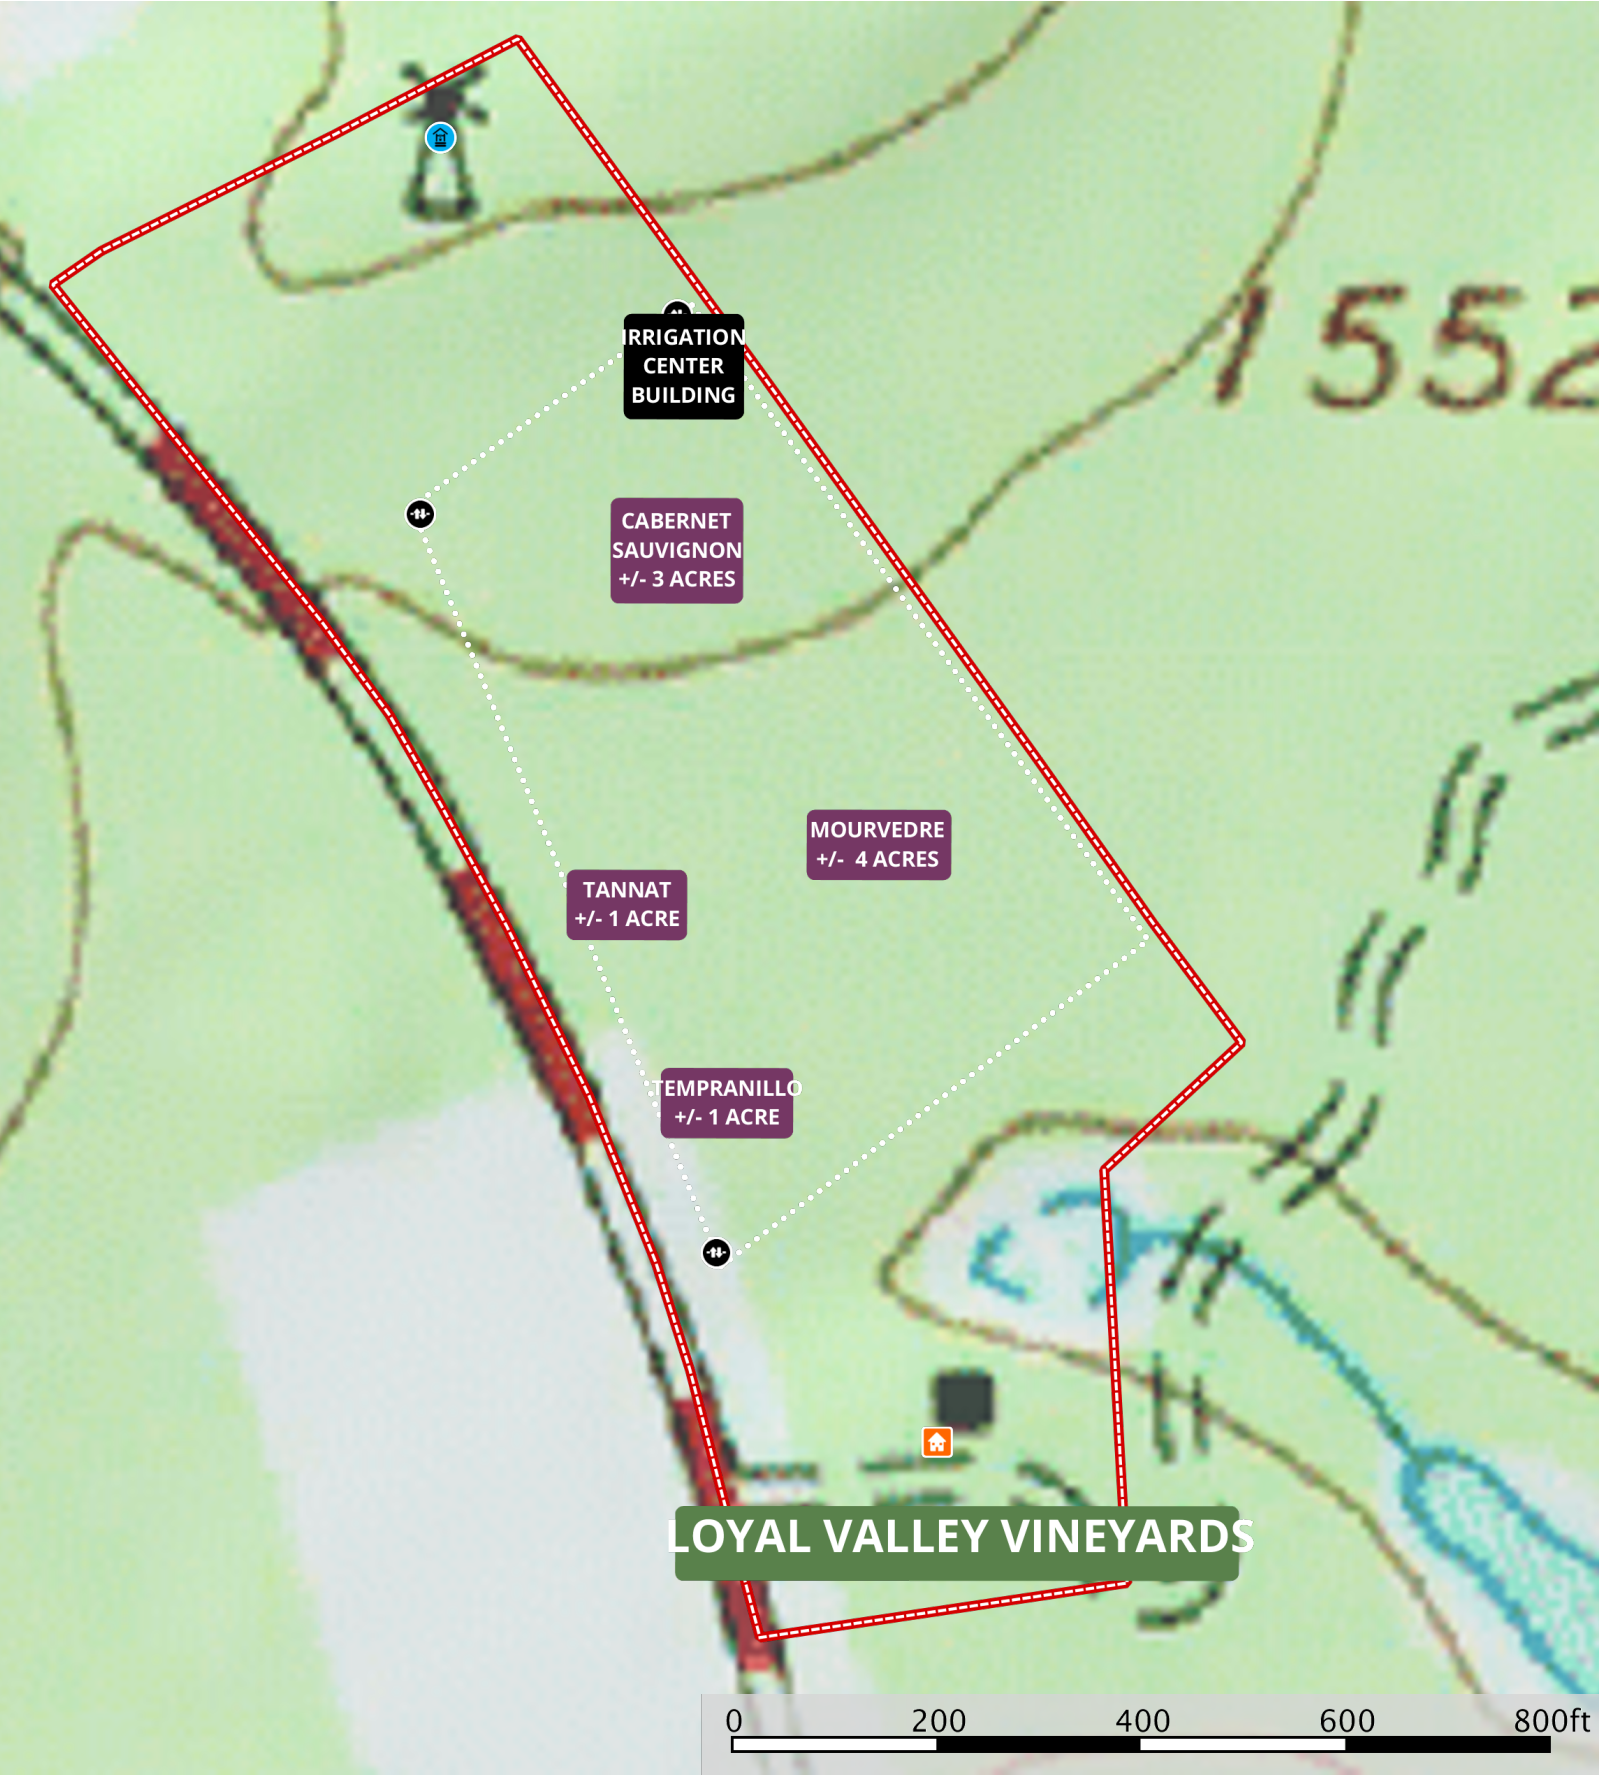 IRRIGATION
CENTER
BUILDING
1552
CABERNET
SAUVIGNON
+/- 3 ACRES
MOURVEDRE
+/-  4 ACRES
TANNAT
+/- 1 ACRE
TEMPRANILLO
+/- 1 ACRE
LOYAL VALLEY VINEYARDS
0 200 400 600 800ft